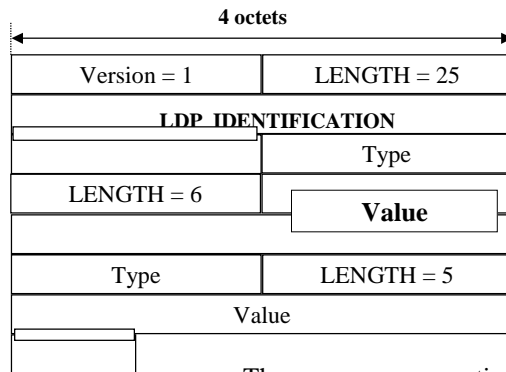 4 octets
Version = 1 LENGTH = 25
LDP IDENTIFICATION
Type
LENGTH = 6
Value
Type LENGTH = 5
Value